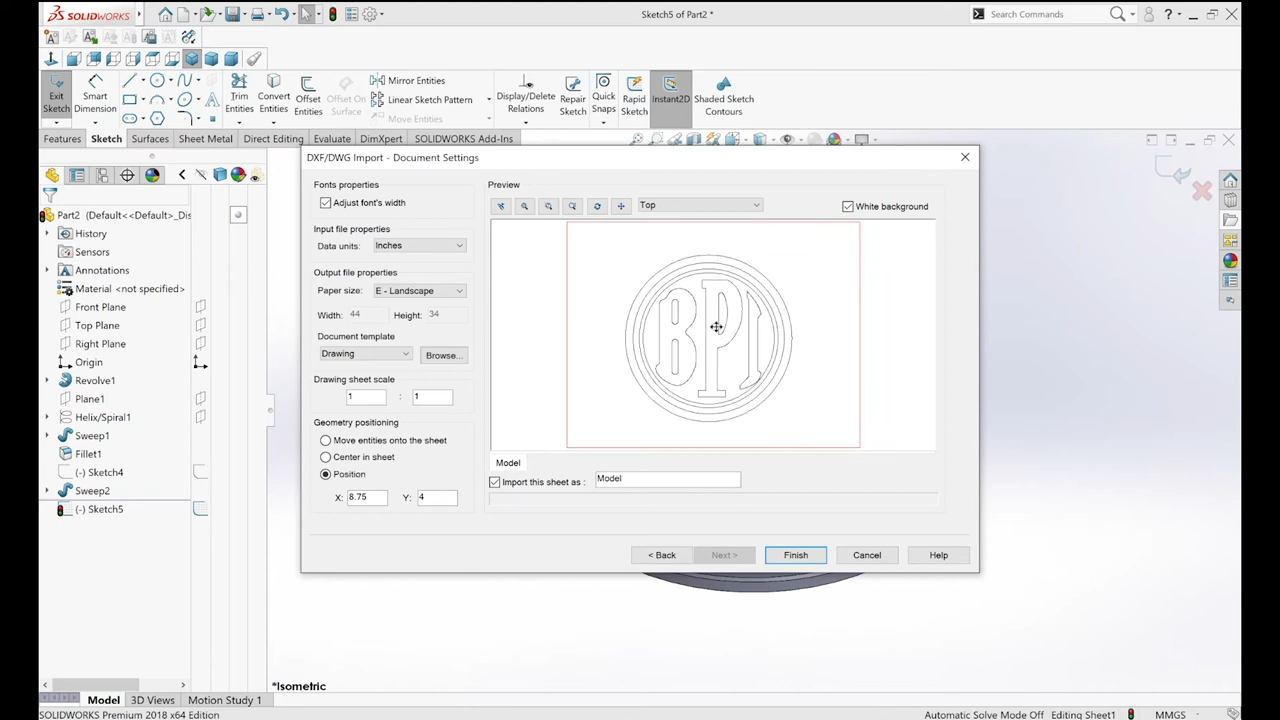 SOLIDWORKS
Sketch5 of Part2 *
Search Commands
?
Exit Sketch
Smart Dimension
Trim Entities
Convert Entities
Offset Entities
Offset On Surface
Mirror Entities
Linear Sketch Pattern
Move Entities
Display/Delete Relations
Repair Sketch
Quick Snaps
Rapid Sketch
Instant2D
Shaded Sketch Contours
Features
Sketch
Surfaces
Sheet Metal
Direct Editing
Evaluate
DimXpert
SOLIDWORKS Add-Ins
Part2 (Default<<Default>_Dis
History
Sensors
Annotations
Material <not specified>
Front Plane
Top Plane
Right Plane
Origin
Revolve1
Plane1
Helix/Spiral1
Sweep1
Fillet1
(-) Sketch4
Sweep2
(-) Sketch5
DXF/DWG Import - Document Settings
Fonts properties
Adjust font's width
Input file properties
Data units: Inches
Output file properties
Paper size: E - Landscape
Width: 44 Height: 34
Document template
Drawing Browse...
Drawing sheet scale
1 : 1
Geometry positioning
Move entities onto the sheet
Center in sheet
Position
X: 8.75 Y: 4
Preview
Top
White background
BPI
Model
Import this sheet as : Model
< Back Next > Finish Cancel Help
*Isometric
Model 3D Views Motion Study 1
SOLIDWORKS Premium 2018 x64 Edition
Automatic Solve Mode Off Editing Sheet1 MMGS